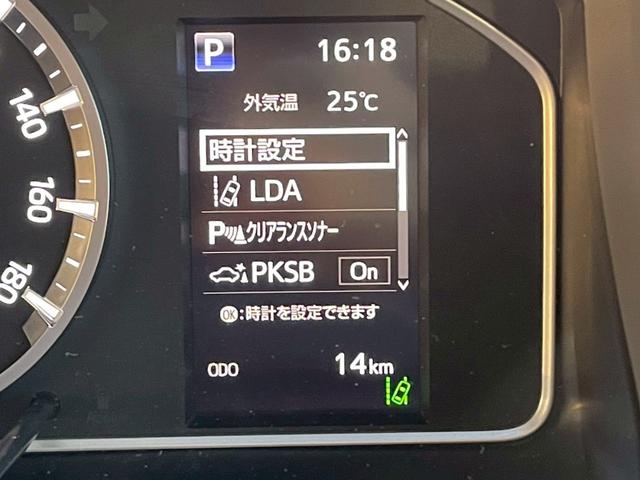 P 16:18
外気温 25℃
140
時計設定
LDA
160
P クリアランスソナー
PKSB On
180
OK:時計を設定できます
ODO 14km